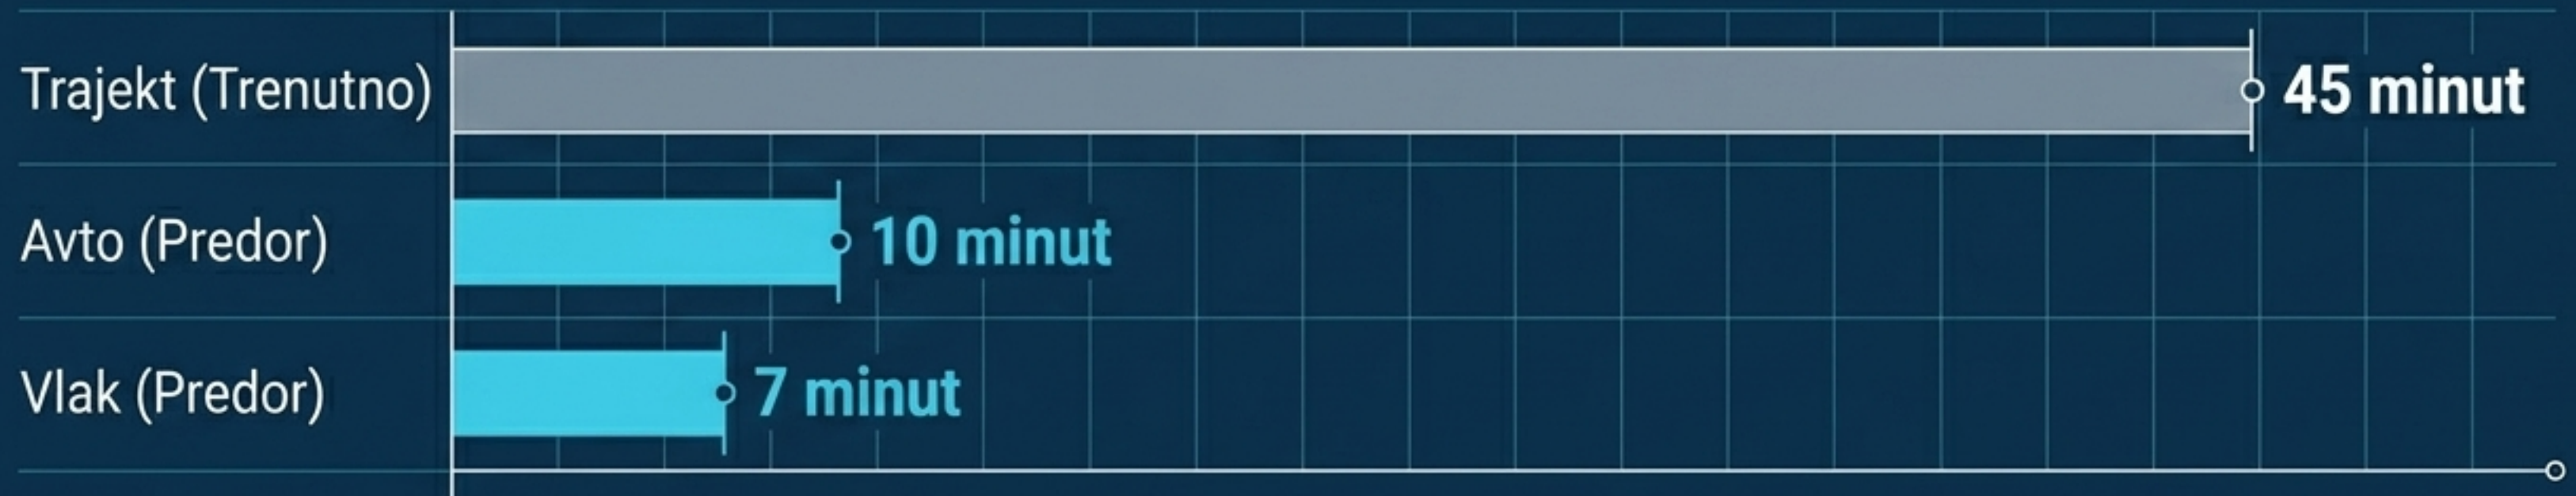 Trajekt (Trenutno) 45 minut
Avto (Predor) 10 minut
Vlak (Predor) 7 minut